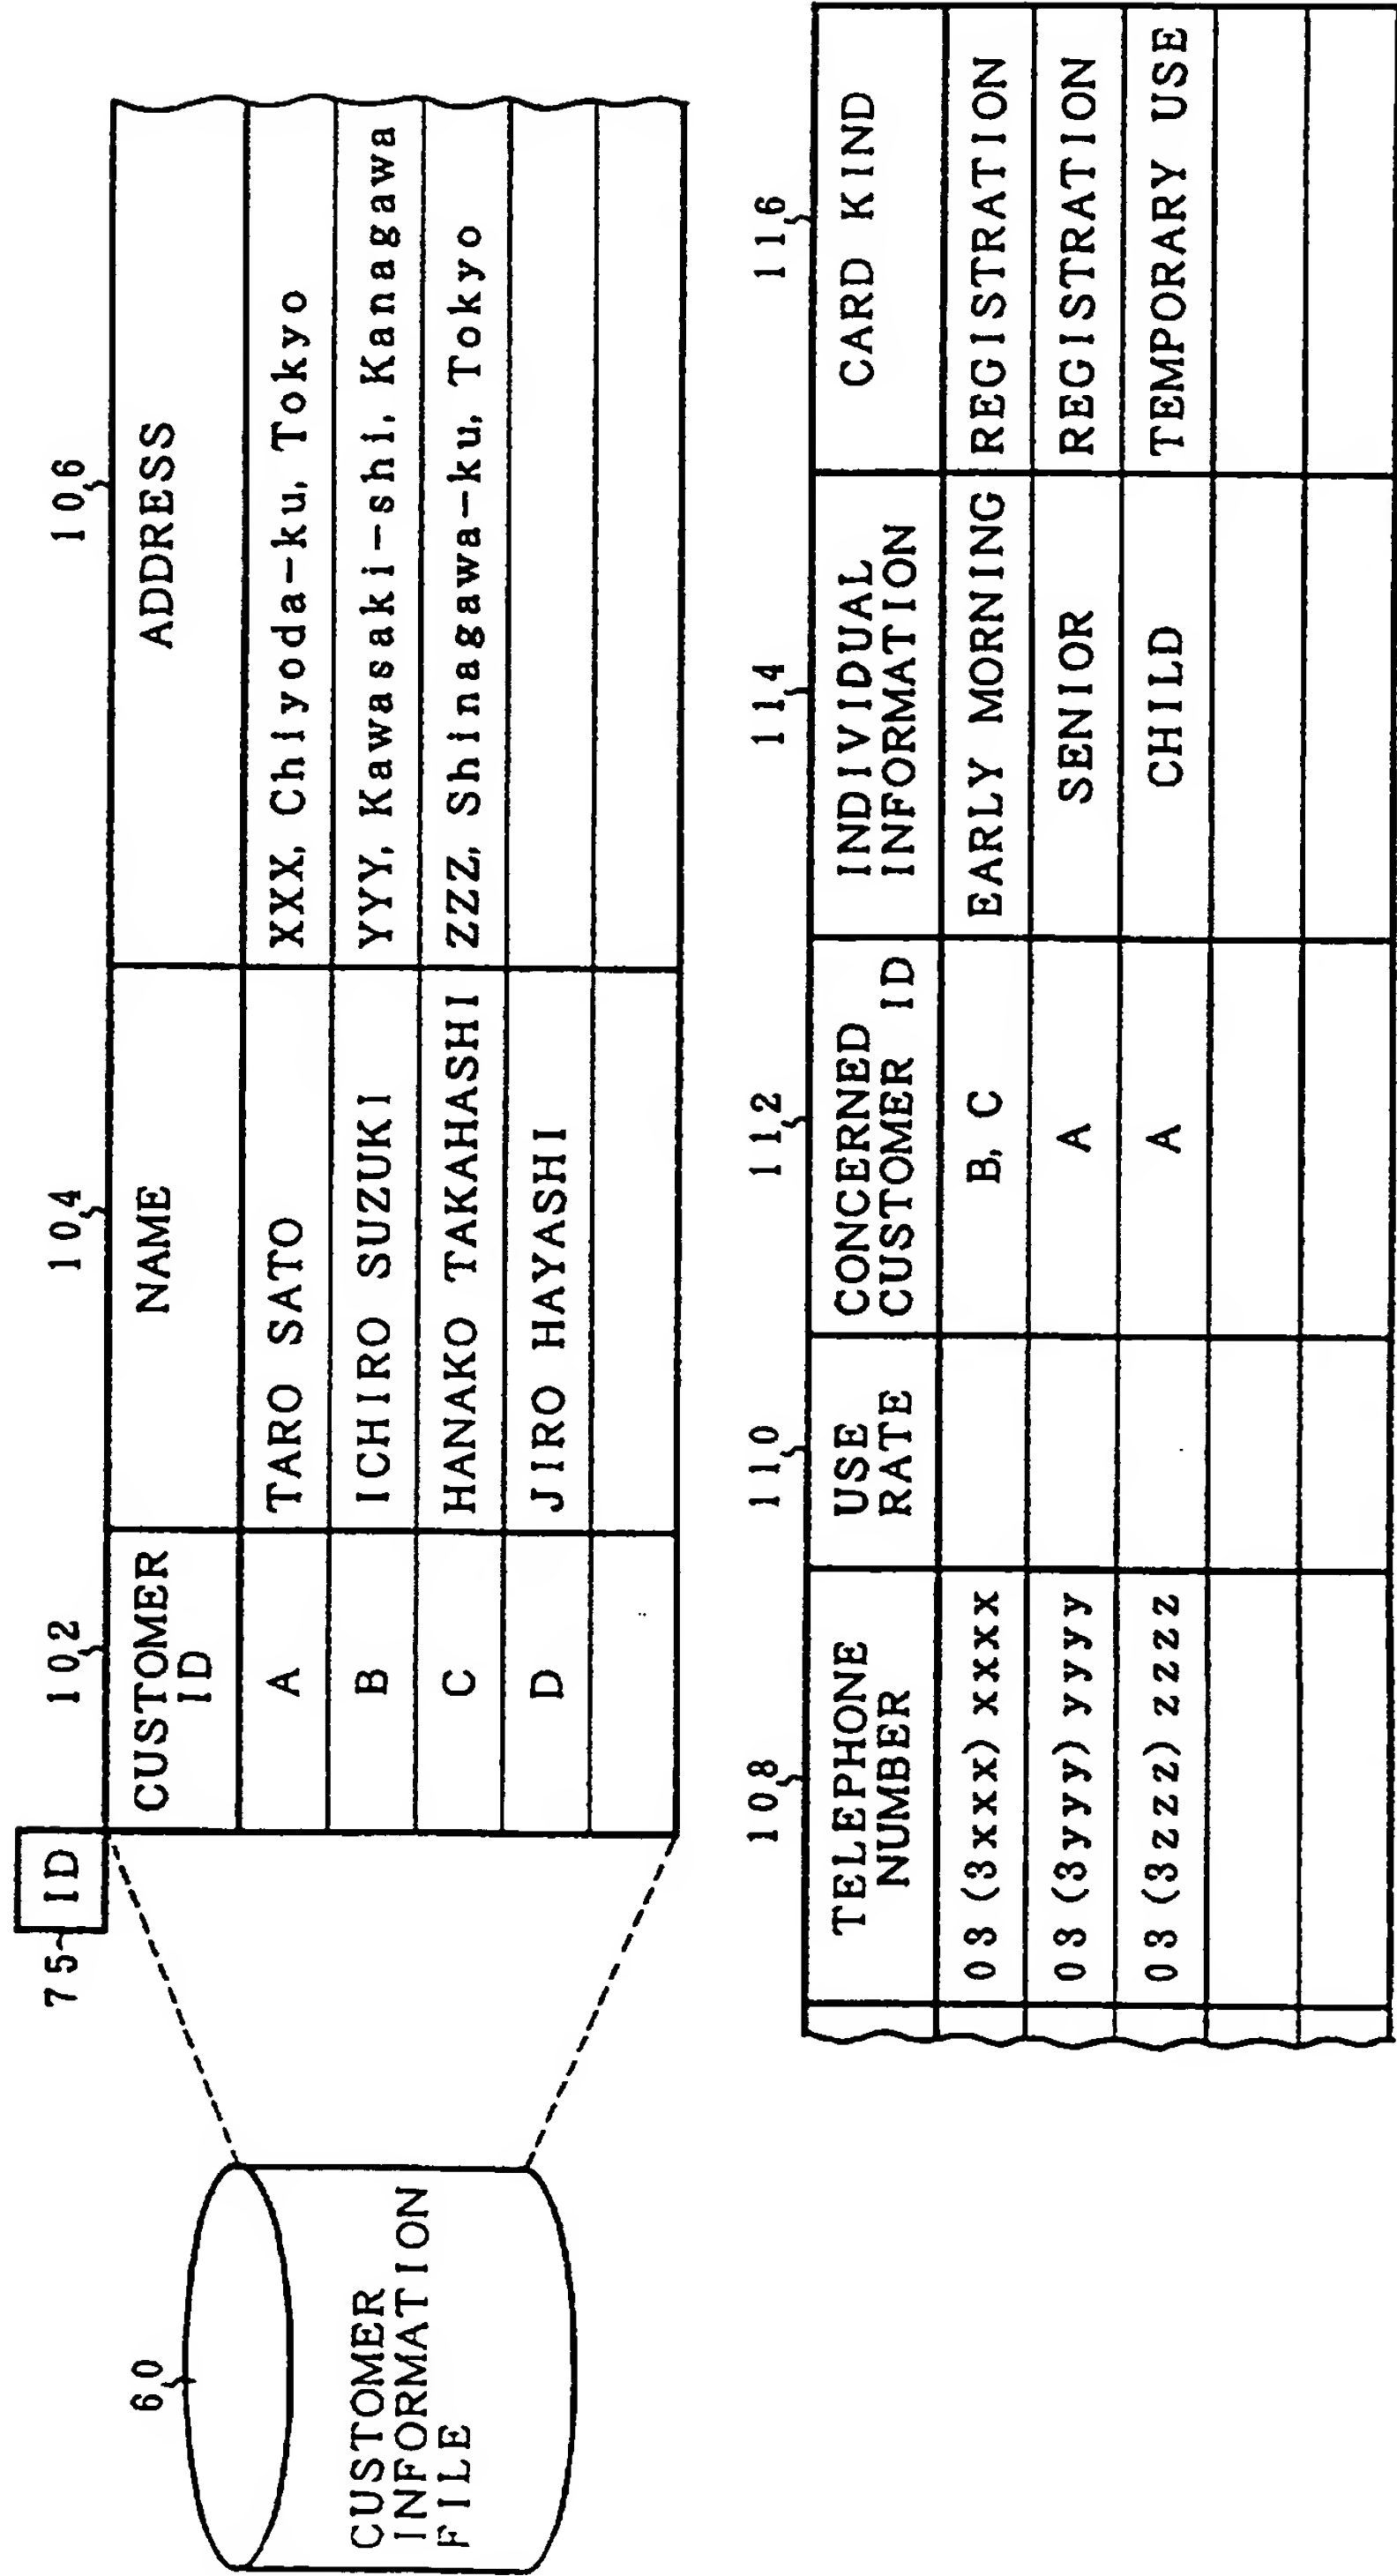 75 ID
60
CUSTOMER
INFORMATION
FILE
102 104 106
CUSTOMER
ID
NAME
ADDRESS
A TARO SATO XXX, Chiyoda-ku, Tokyo
B ICHIRO SUZUKI YYY, Kawasaki-shi, Kanagawa
C HANAKO TAKAHASHI ZZZ, Shinagawa-ku, Tokyo
D JIRO HAYASHI
108 110 112 114 116
TELEPHONE
NUMBER
USE
RATE
CONCERNED
CUSTOMER ID
INDIVIDUAL
INFORMATION
CARD KIND
03 (3xxx) xxxx B, C EARLY MORNING REGISTRATION
03 (3yyy) yyyy A SENIOR REGISTRATION
03 (3zzz) zzzz A CHILD TEMPORARY USE